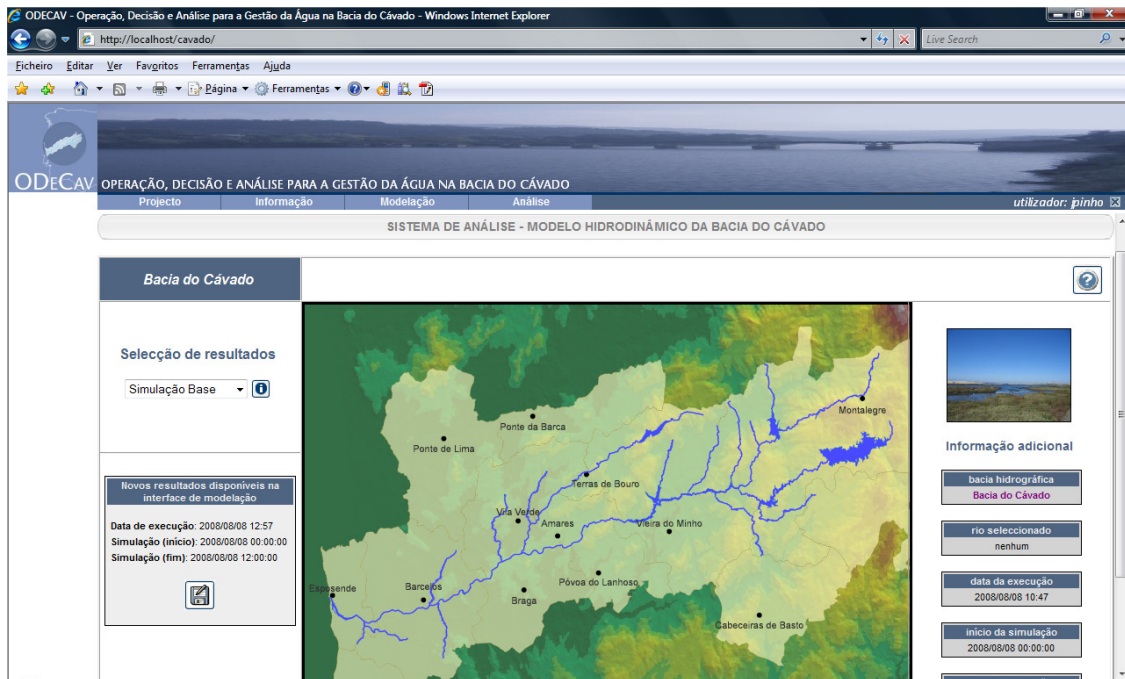 ODECAV - Operação, Decisão e Análise para a Gestão da Água na Bacia do Cávado - Windows Internet Explorer
http://localhost/cavado/
Live Search
Ficheiro Editar Ver Favoritos Ferramentas Ajuda
Página Ferramentas
ODeCav
OPERAÇÃO, DECISÃO E ANÁLISE PARA A GESTÃO DA ÁGUA NA BACIA DO CÁVADO
Projecto Informação Modelação Análise utilizador: jpinho
SISTEMA DE ANÁLISE - MODELO HIDRODINÂMICO DA BACIA DO CÁVADO
Bacia do Cávado
Selecção de resultados
Simulação Base
Novos resultados disponíveis na
interface de modelação
Data de execução: 2008/08/08 12:57
Simulação (início): 2008/08/08 00:00:00
Simulação (fim): 2008/08/08 12:00:00
Montalegre
Ponte da Barca
Ponte de Lima
Terras de Bouro
Vila Verde
Amares
Vieira do Minho
Póvoa do Lanhoso
Esposende
Barcelos
Braga
Cabeceiras de Basto
Informação adicional
bacia hidrográfica
Bacia do Cávado
rio seleccionado
nenhum
data da execução
2008/08/08 10:47
início da simulação
2008/08/08 00:00:00